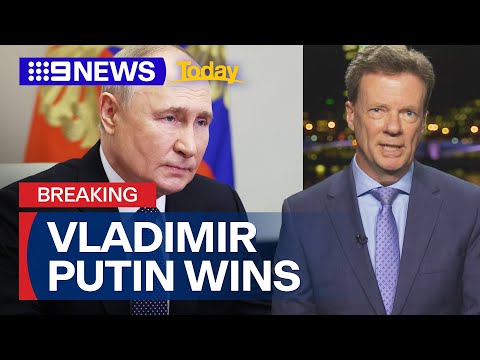 9NEWS
Today
BREAKING
VLADIMIR
PUTIN WINS